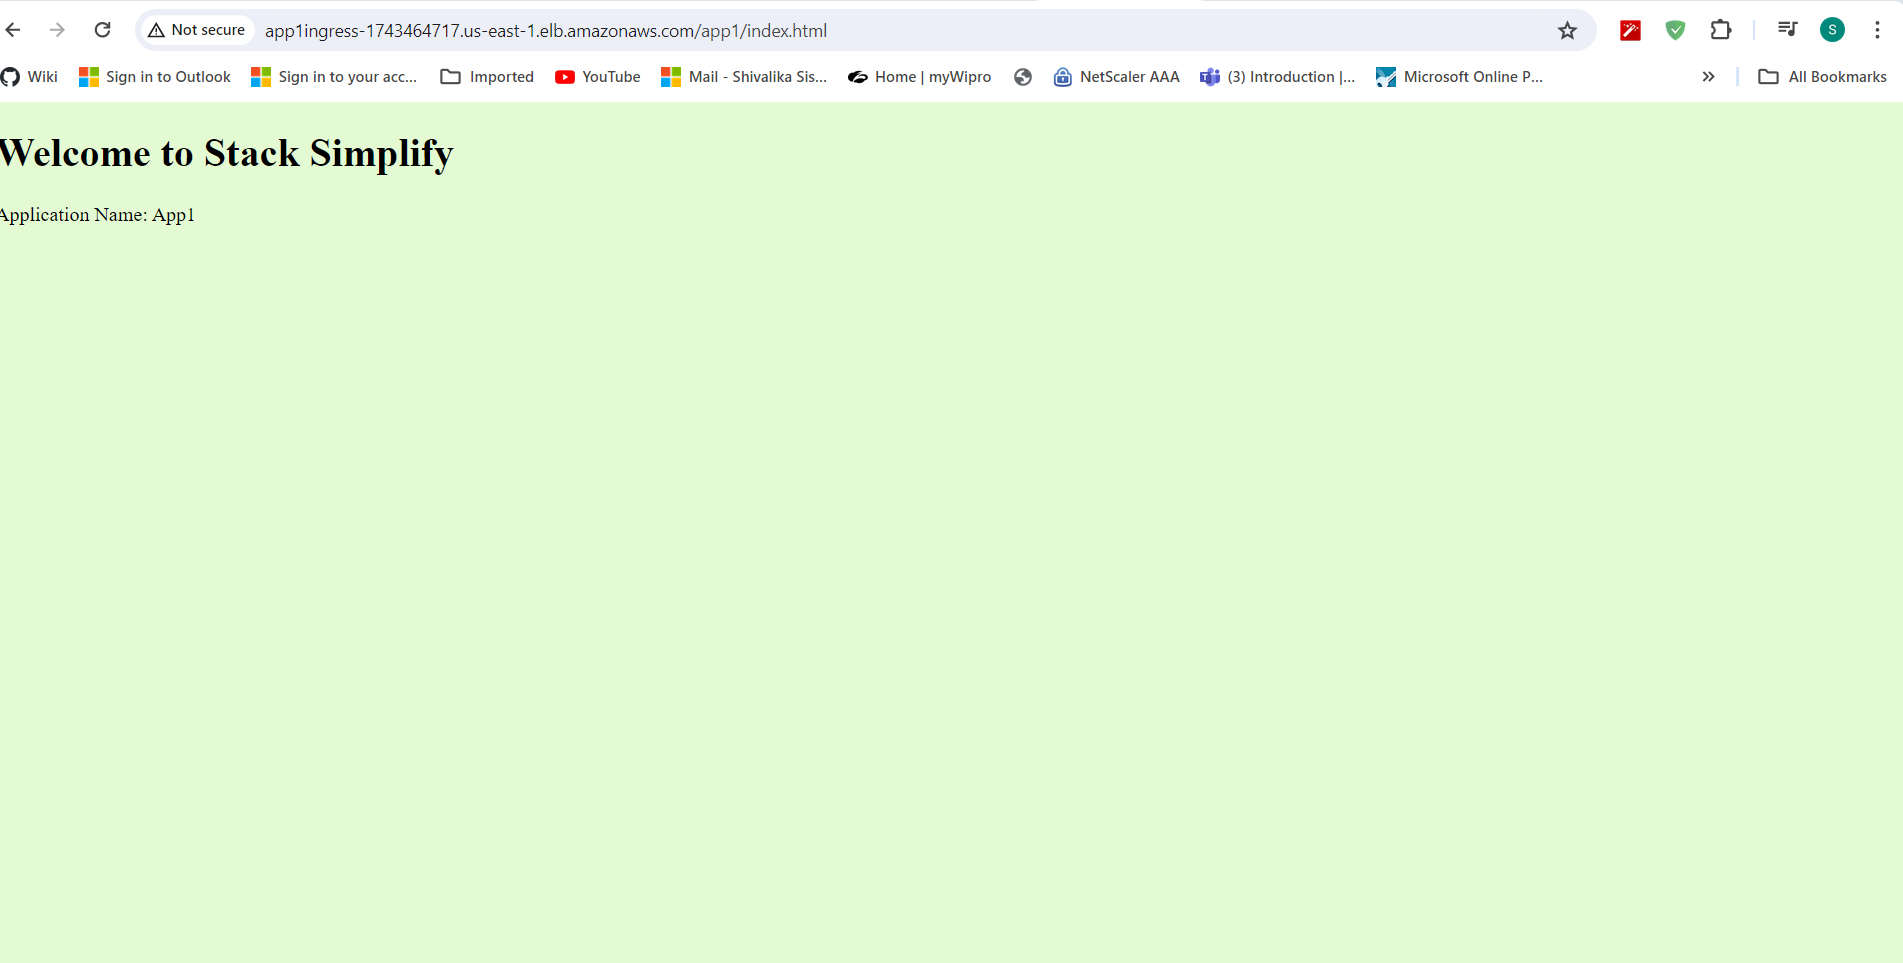 Not secure app1ingress-1743464717.us-east-1.elb.amazonaws.com/app1/index.html S
Wiki Sign in to Outlook Sign in to your acc... Imported YouTube Mail - Shivalika Sis... Home | myWipro NetScaler AAA (3) Introduction |... Microsoft Online P... » All Bookmarks
Welcome to Stack Simplify
Application Name: App1